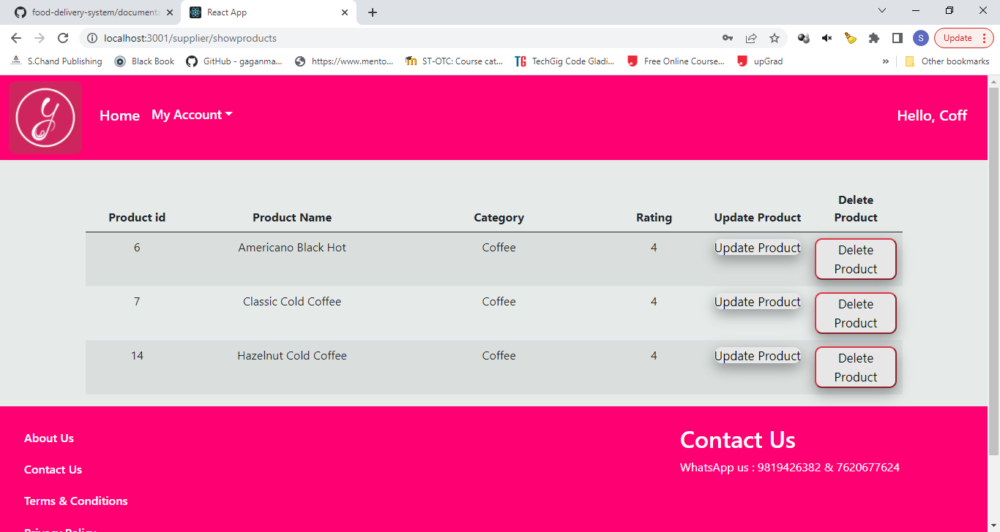 food-delivery-system/documenta
React App
localhost:3001/supplier/showproducts
S
Update
S.Chand Publishing
Black Book
GitHub - gaganma...
https://www.mento...
ST-OTC: Course cat...
TG TechGig Code Gladi...
Free Online Course...
upGrad
»
Other bookmarks
y
Home
My Account
Hello, Coff
Product id
Product Name
Category
Rating
Update Product
Delete
Product
6
Americano Black Hot
Coffee
4
Update Product
Delete
Product
7
Classic Cold Coffee
Coffee
4
Update Product
Delete
Product
14
Hazelnut Cold Coffee
Coffee
4
Update Product
Delete
Product
About Us
Contact Us
Terms & Conditions
Privacy Policy
Contact Us
WhatsApp us : 9819426382 & 7620677624